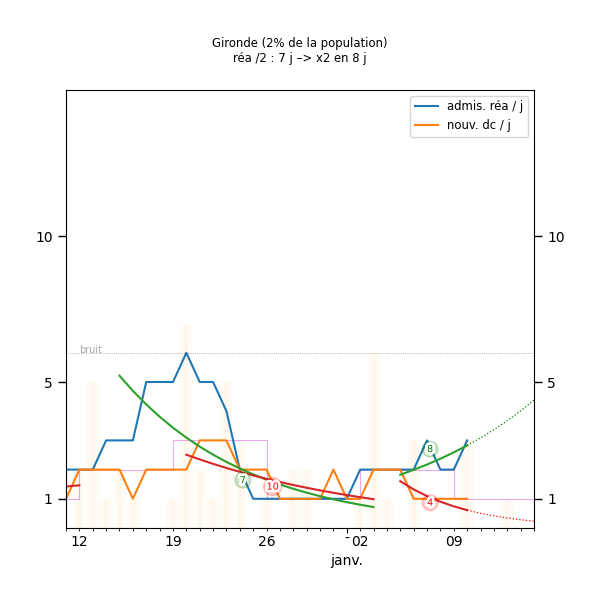 Gironde (2% de la population)
réa /2 : 7 j –> x2 en 8 j
admis. réa / j
nouv. dc / j
10
10
bruit
5
5
8
7
10
4
1
1
12
19
26
02
09
janv.